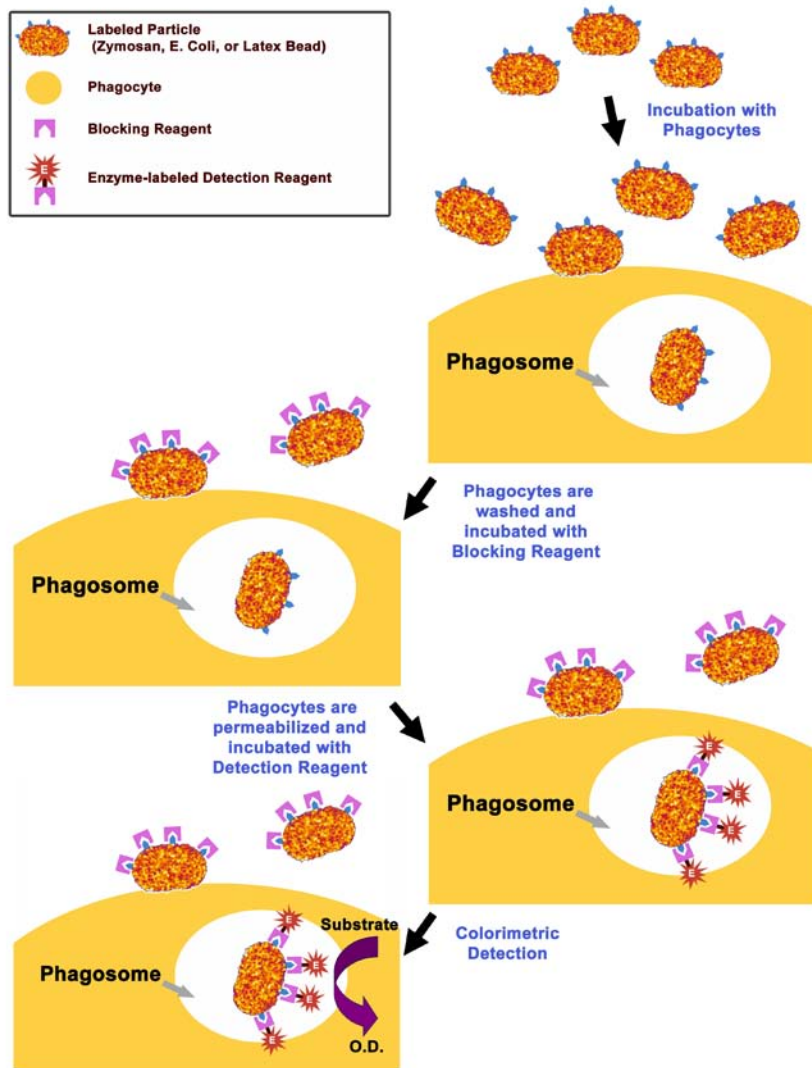 Labeled Particle
(Zymosan, E. Coli, or Latex Bead)
Phagocyte
Blocking Reagent
E
Enzyme-labeled Detection Reagent
Incubation with
Phagocytes
Phagosome
Phagocytes are
washed and
incubated with
Blocking Reagent
Phagosome
Phagocytes are
permeabilized and
incubated with
Detection Reagent
E
Phagosome
E
E
E
Colorimetric
Detection
E
Substrate
Phagosome
E
E
E
O.D.